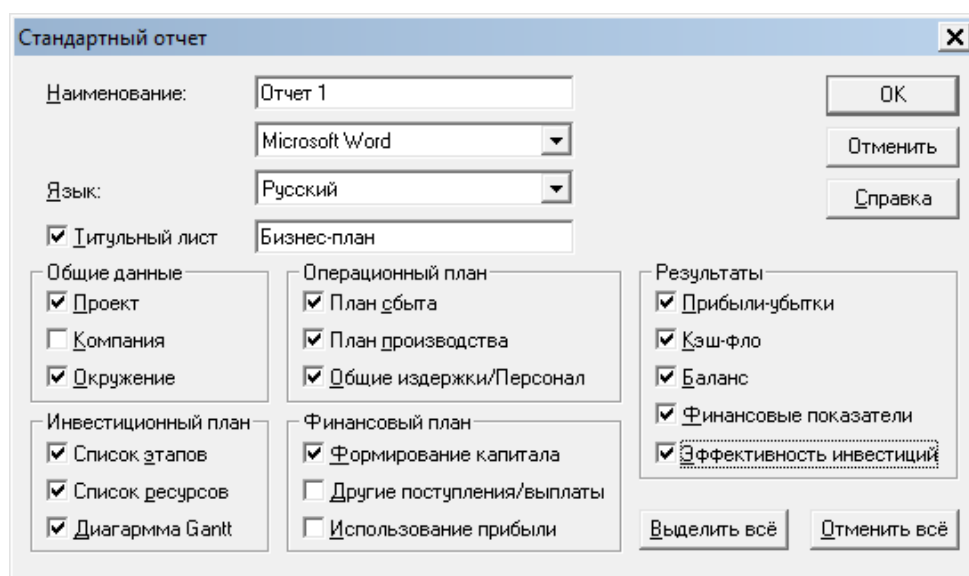 Стандартный отчет
Наименование:
Отчет 1
OK
Microsoft Word
Отменить
Язык:
Русский
Справка
Титульный лист
Бизнес-план
Общие данные
Проект
Компания
Окружение
Операционный план
План сбыта
План производства
Общие издержки/Персонал
Результаты
Прибыли-убытки
Кэш-фло
Баланс
Финансовые показатели
Эффективность инвестиций
Инвестиционный план
Список этапов
Список ресурсов
Диагармма Gantt
Финансовый план
Формирование капитала
Другие поступления/выплаты
Использование прибыли
Выделить всё
Отменить всё